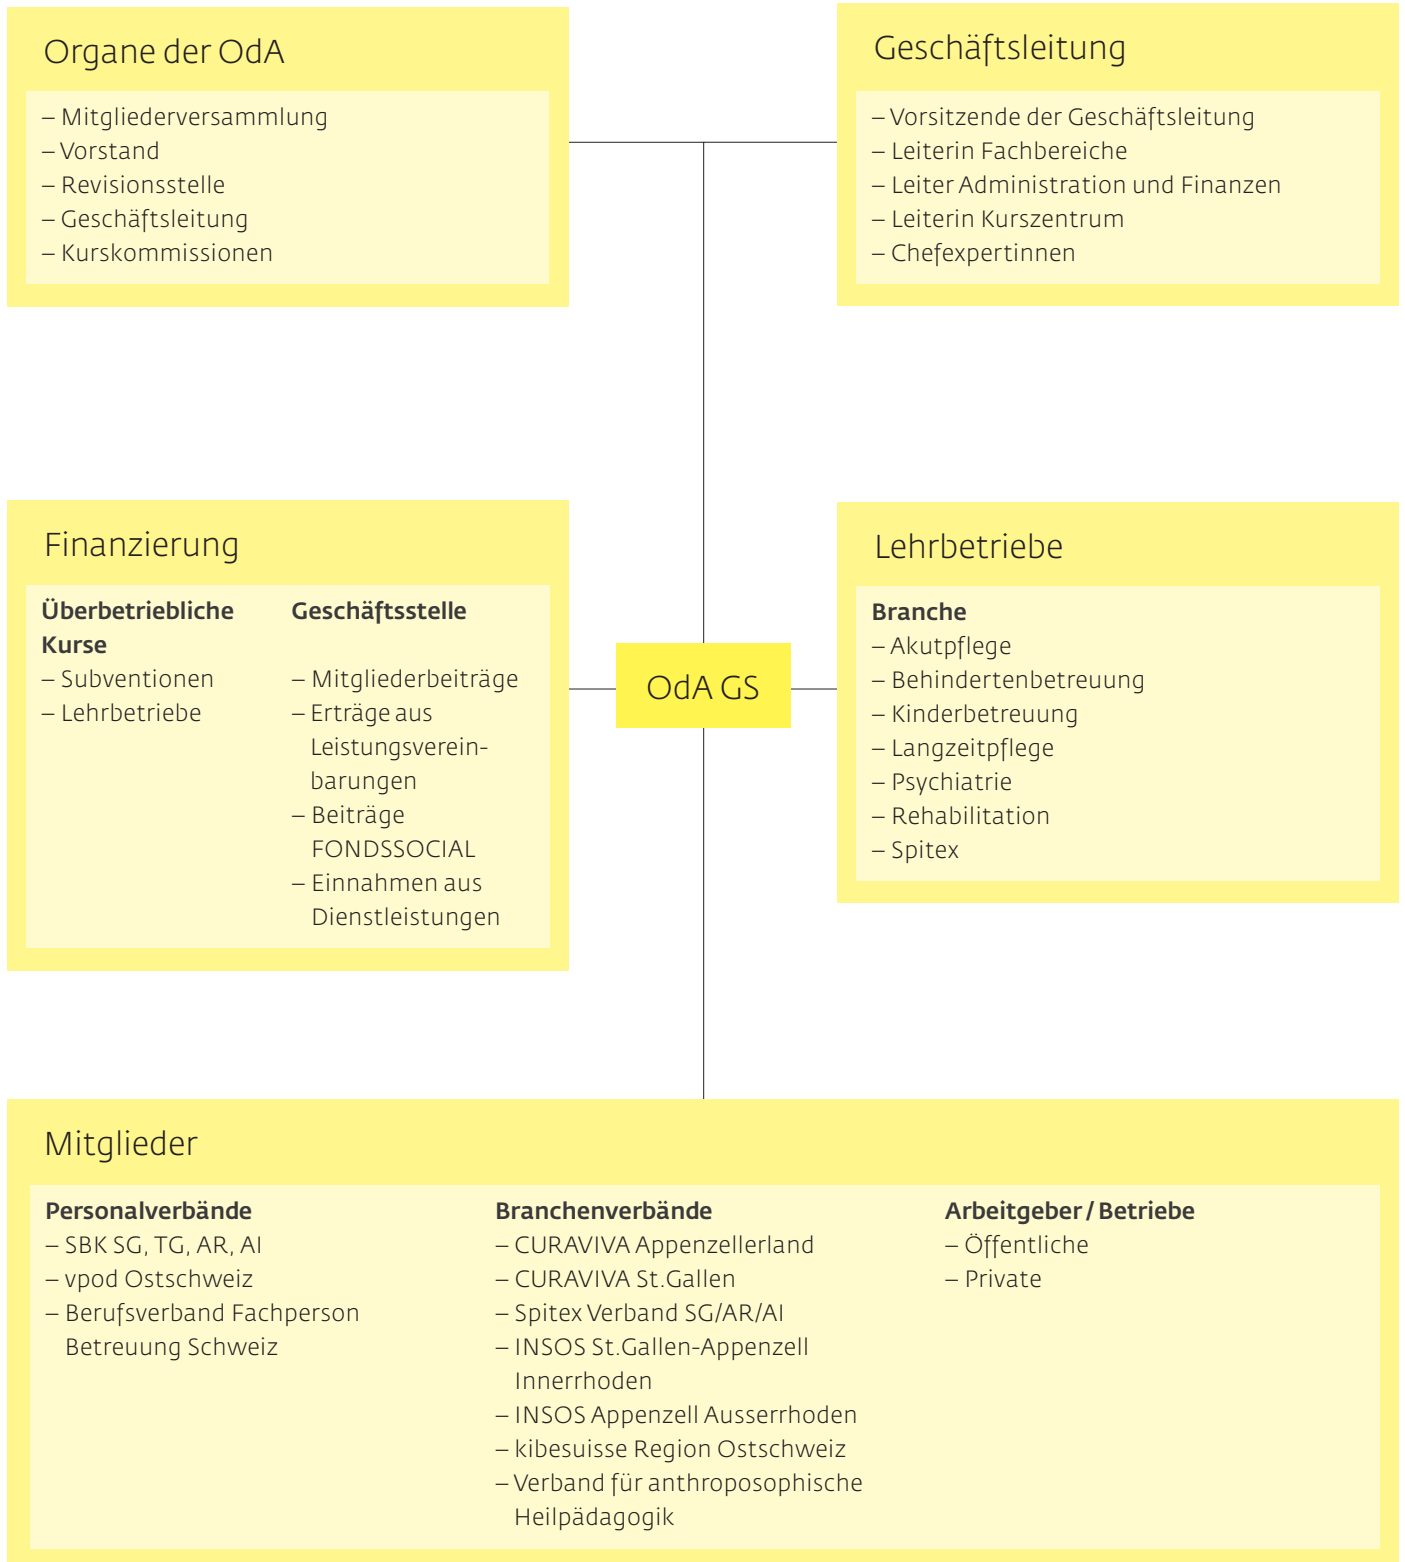 Organe der OdA
– Mitgliederversammlung
– Vorstand
– Revisionsstelle
– Geschäftsleitung
– Kurskommissionen
Geschäftsleitung
– Vorsitzende der Geschäftsleitung
– Leiterin Fachbereiche
– Leiter Administration und Finanzen
– Leiterin Kurszentrum
– Chefexpertinnen
Finanzierung
Überbetriebliche
Kurse
– Subventionen
– Lehrbetriebe
Geschäftsstelle
– Mitgliederbeiträge
– Erträge aus
Leistungsverein-
barungen
– Beiträge
FONDSSOCIAL
– Einnahmen aus
Dienstleistungen
OdA GS
Lehrbetriebe
Branche
– Akutpflege
– Behindertenbetreuung
– Kinderbetreuung
– Langzeitpflege
– Psychiatrie
– Rehabilitation
– Spitex
Mitglieder
Personalverbände
– SBK SG, TG, AR, AI
– vpod Ostschweiz
– Berufsverband Fachperson
Betreuung Schweiz
Branchenverbände
– CURAVIVA Appenzellerland
– CURAVIVA St.Gallen
– Spitex Verband SG/AR/AI
– INSOS St.Gallen-Appenzell
Innerrhoden
– INSOS Appenzell Ausserrhoden
– kibesuisse Region Ostschweiz
– Verband für anthroposophische
Heilpädagogik
Arbeitgeber / Betriebe
– Öffentliche
– Private